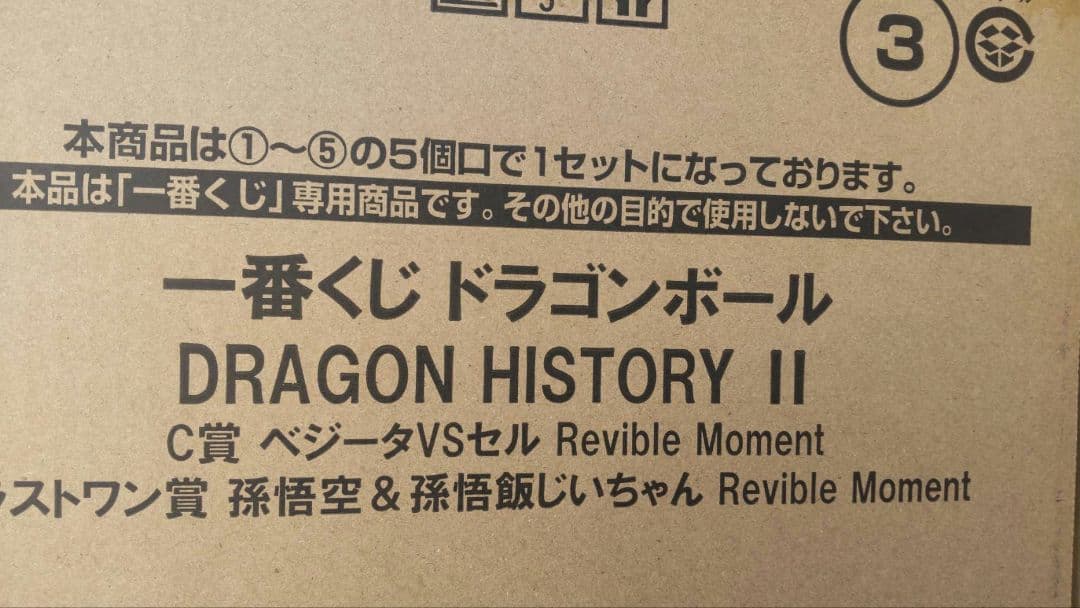 ③
本商品は①～⑤の5個口で1セットになっております。
本品は「一番くじ」専用商品です。その他の目的で使用しないで下さい。
一番くじ ドラゴンボール
DRAGON HISTORY II
C賞 ベジータVSセル Revible Moment
ラストワン賞 孫悟空＆孫悟飯じいちゃん Revible Moment